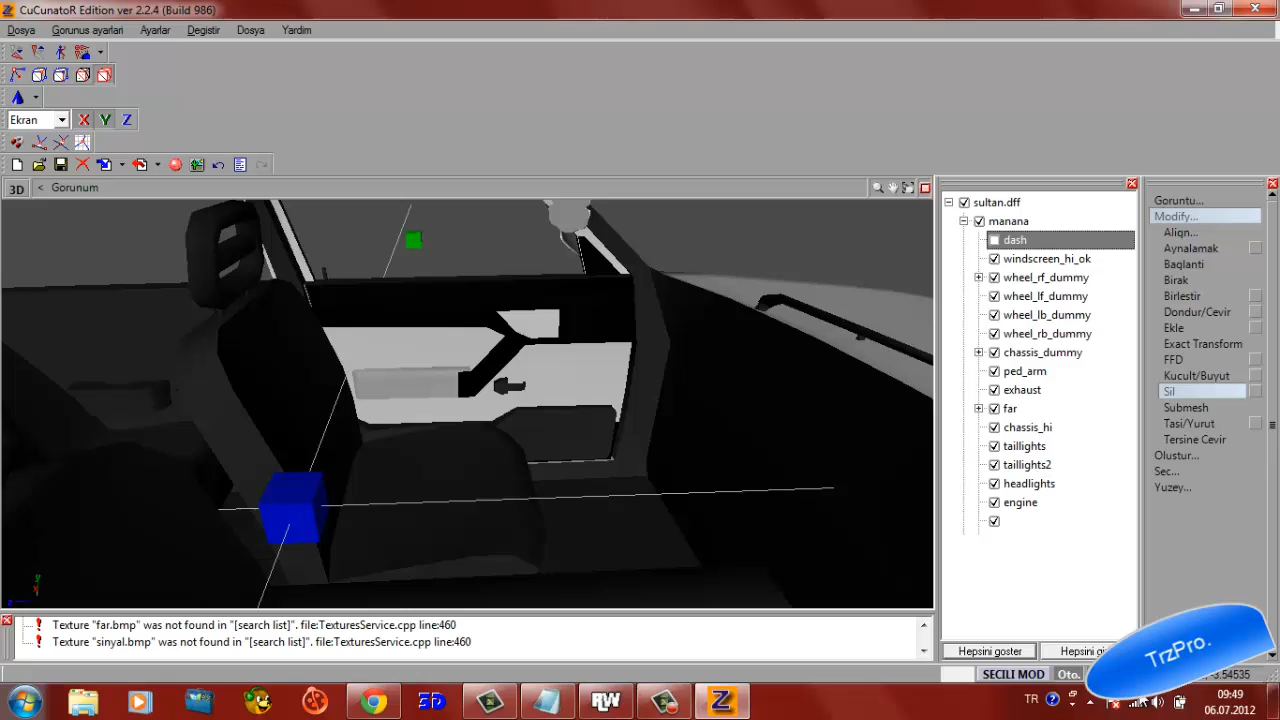 CuCunatoR Edition ver 2.2.4 (Build 986)
Dosya Gorunus ayarlari Ayarlar Degistir Dosya Yardim
Ekran X Y Z
3D < Gorunum
sultan.dff
manana
dash
windscreen_hi_ok
wheel_rf_dummy
wheel_lf_dummy
wheel_lb_dummy
wheel_rb_dummy
chassis_dummy
ped_arm
exhaust
far
chassis_hi
taillights
taillights2
headlights
engine
Hepsini goster
Goruntu...
Modify...
Align...
Aynalamak
Baqlanti
Birak
Birlestir
Dondur/Cevir
Ekle
Exact Transform
FFD
Kucult/Buyut
Sil
Submesh
Tasi/Yurut
Tersine Cevir
Olustur...
Sec...
Yuzey...
y
x
z
Texture "far.bmp" was not found in "[search list]". file:TexturesService.cpp line:460
Texture "sinyal.bmp" was not found in "[search list]". file:TexturesService.cpp line:460
SECILI MOD Oto.
TrzPro.
3D RW Z
TR
09:49
06.07.2012